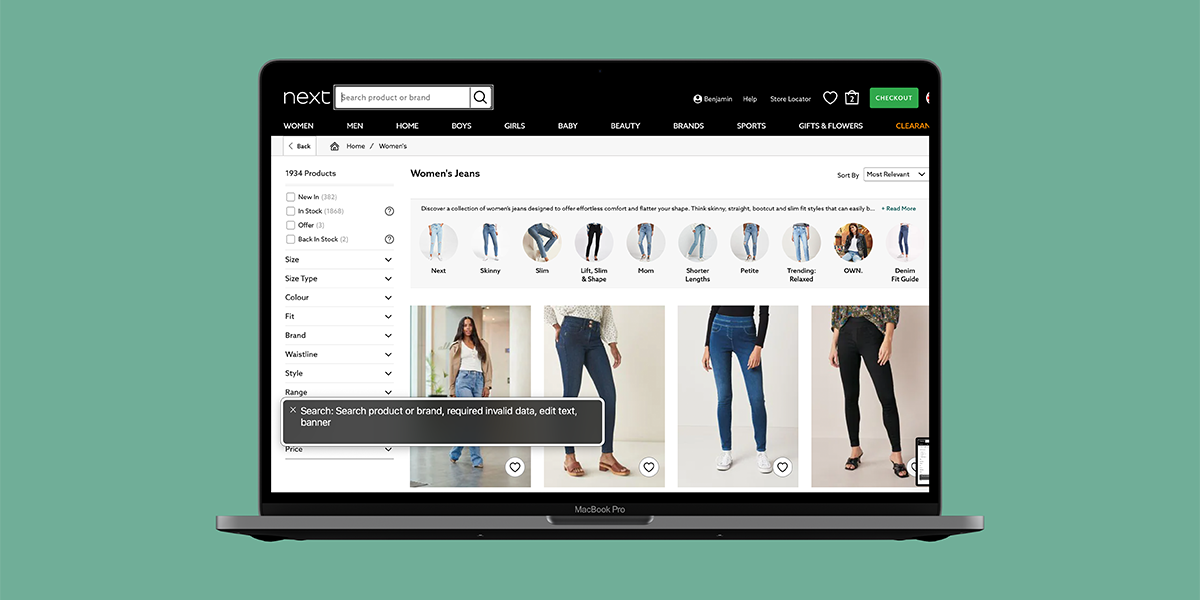 next
Search product or brand
Benjamin
Help
Store Locator
2
CHECKOUT
WOMEN MEN HOME BOYS GIRLS BABY BEAUTY BRANDS SPORTS GIFTS & FLOWERS CLEARAN
Back
Home / Women's
1934 Products
Women's Jeans
Sort By
Most Relevant
New In (382)
In Stock (1868) ?
Offer (3)
Back In Stock (2) ?
Size
Size Type
Colour
Fit
Brand
Waistline
Style
Range
Price
Discover a collection of women's jeans designed to offer effortless comfort and flatter your shape. Think skinny, straight, bootcut and slim fit styles that can easily b... + Read More
Next
Skinny
Slim
Lift, Slim
& Shape
Mom
Shorter
Lengths
Petite
Trending:
Relaxed
OWN.
Denim
Fit Guide
Search: Search product or brand, required invalid data, edit text,
banner
MacBook Pro